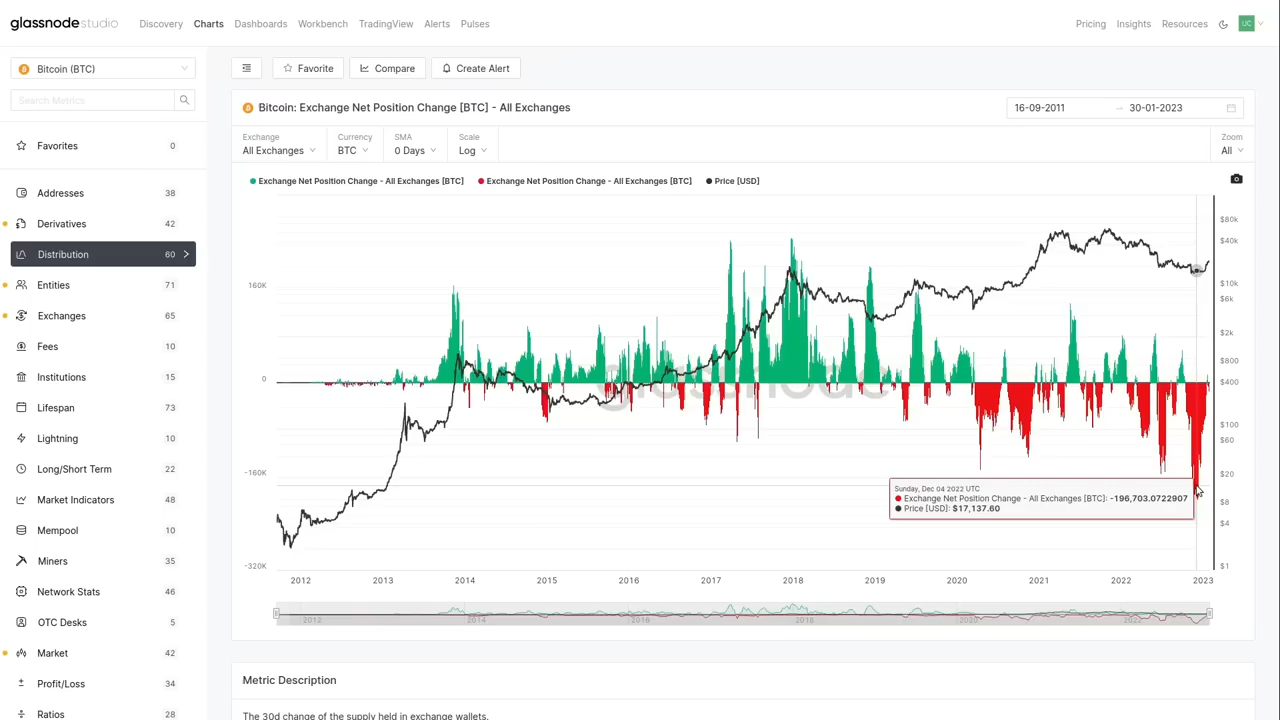 glassnode studio
Discovery Charts Dashboards Workbench TradingView Alerts Pulses
Pricing Insights Resources UC
Bitcoin (BTC)
Search Metrics
Favorites 0
Addresses 38
Derivatives 42
Distribution 60
Entities 71
Exchanges 65
Fees 10
Institutions 15
Lifespan 73
Lightning 10
Long/Short Term 22
Market Indicators 48
Mempool 10
Miners 35
Network Stats 46
OTC Desks 5
Market 42
Profit/Loss 34
Ratios 28
Favorite Compare Create Alert
Bitcoin: Exchange Net Position Change [BTC] - All Exchanges
16-09-2011 → 30-01-2023
Exchange Currency SMA Scale Zoom
All Exchanges BTC 0 Days Log All
Exchange Net Position Change - All Exchanges [BTC] Exchange Net Position Change - All Exchanges [BTC] Price [USD]
160K
0
-160K
-320K
$80k
$40k
$10k
$6k
$2k
$800
$400
$100
$60
$20
$8
$4
$1
glassnode
Sunday, Dec 04 2022 UTC
Exchange Net Position Change - All Exchanges [BTC]: -196,703.0722907
Price [USD]: $17,137.60
2012 2013 2014 2015 2016 2017 2018 2019 2020 2021 2022 2023
2012 2014 2016 2018 2020 2022
Metric Description
The 30d change of the supply held in exchange wallets.